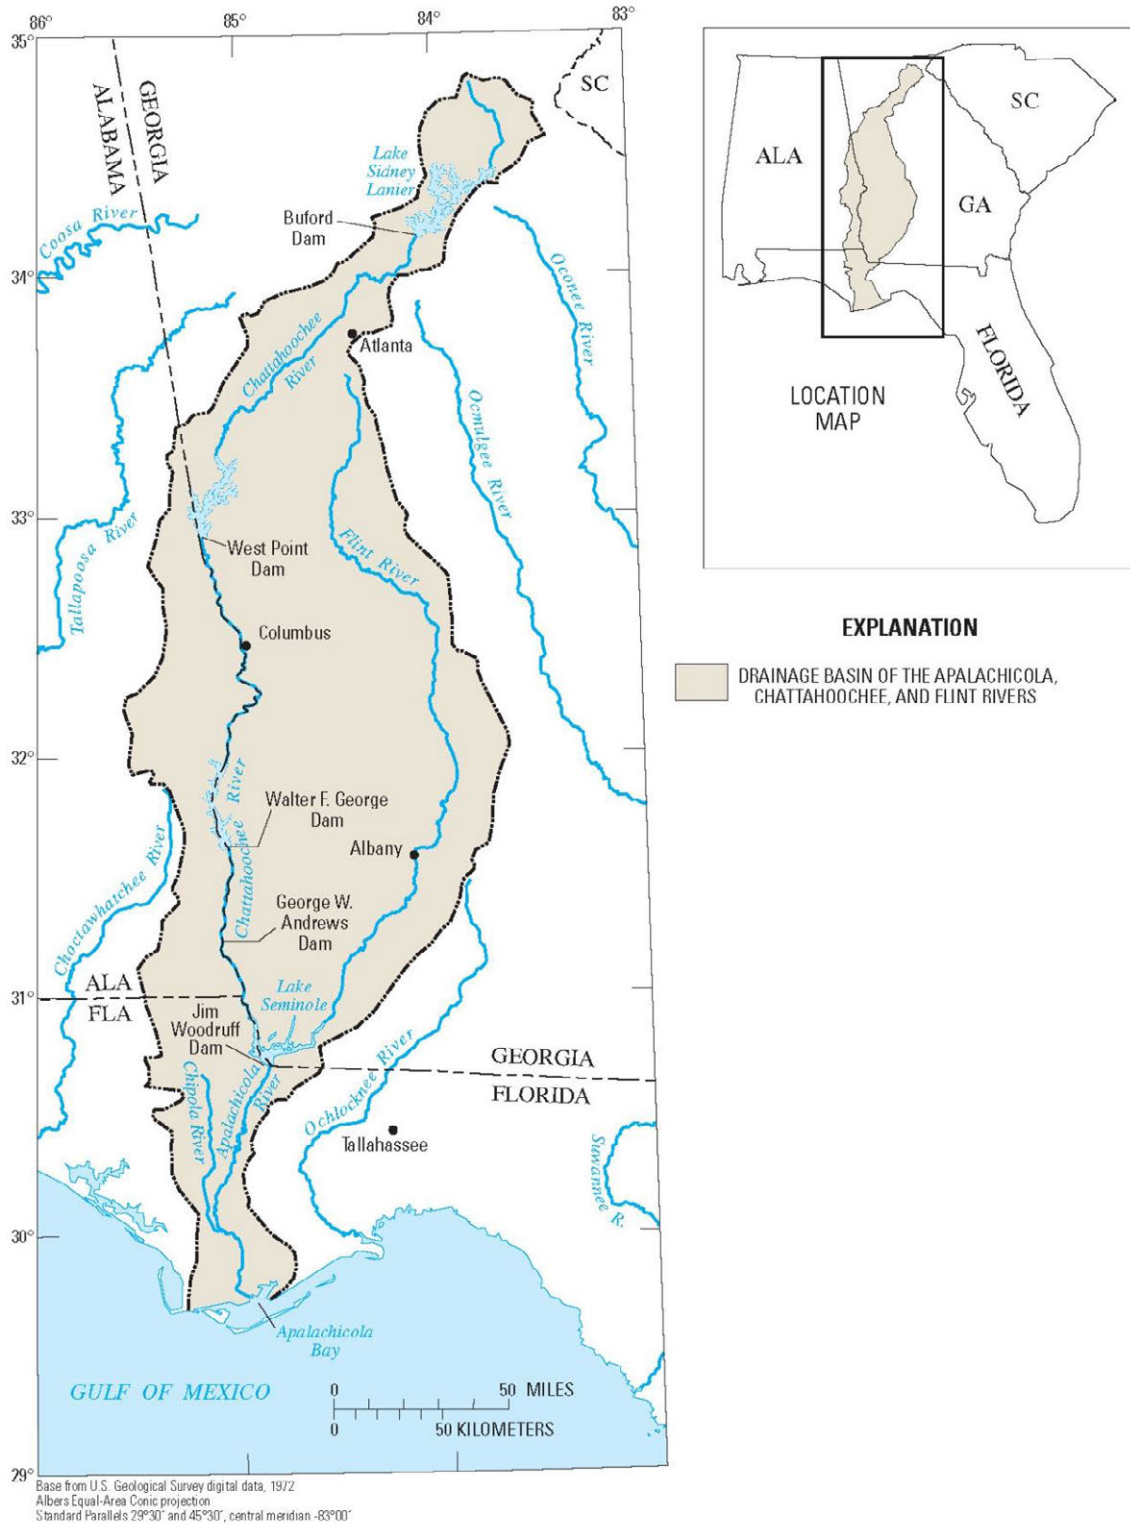 86°
85°
84°
83°
35°
34°
33°
32°
31°
30°
29°
GEORGIA
ALABAMA
SC
Lake
Sidney
Lanier
Buford
Dam
Coosa River
Oconee River
Chattahoochee
River
Atlanta
Ocmulgee River
Tallapoosa River
West Point
Dam
Flint River
Columbus
Chattahoochee River
Walter F. George
Dam
Albany
Choctawhatchee River
George W.
Andrews
Dam
ALA
FLA
Lake
Seminole
Jim
Woodruff
Dam
GEORGIA
FLORIDA
Chipola River
Apalachicola
River
Ochlocknee River
Tallahassee
Suwannee R.
Apalachicola
Bay
GULF OF MEXICO
0 50 MILES
0 50 KILOMETERS
Base from U.S. Geological Survey digital data, 1972
Albers Equal-Area Conic projection
Standard Parallels 29°30´ and 45°30´, central meridian -83°00´
ALA
SC
GA
FLORIDA
LOCATION
MAP
EXPLANATION
DRAINAGE BASIN OF THE APALACHICOLA,
CHATTAHOOCHEE, AND FLINT RIVERS